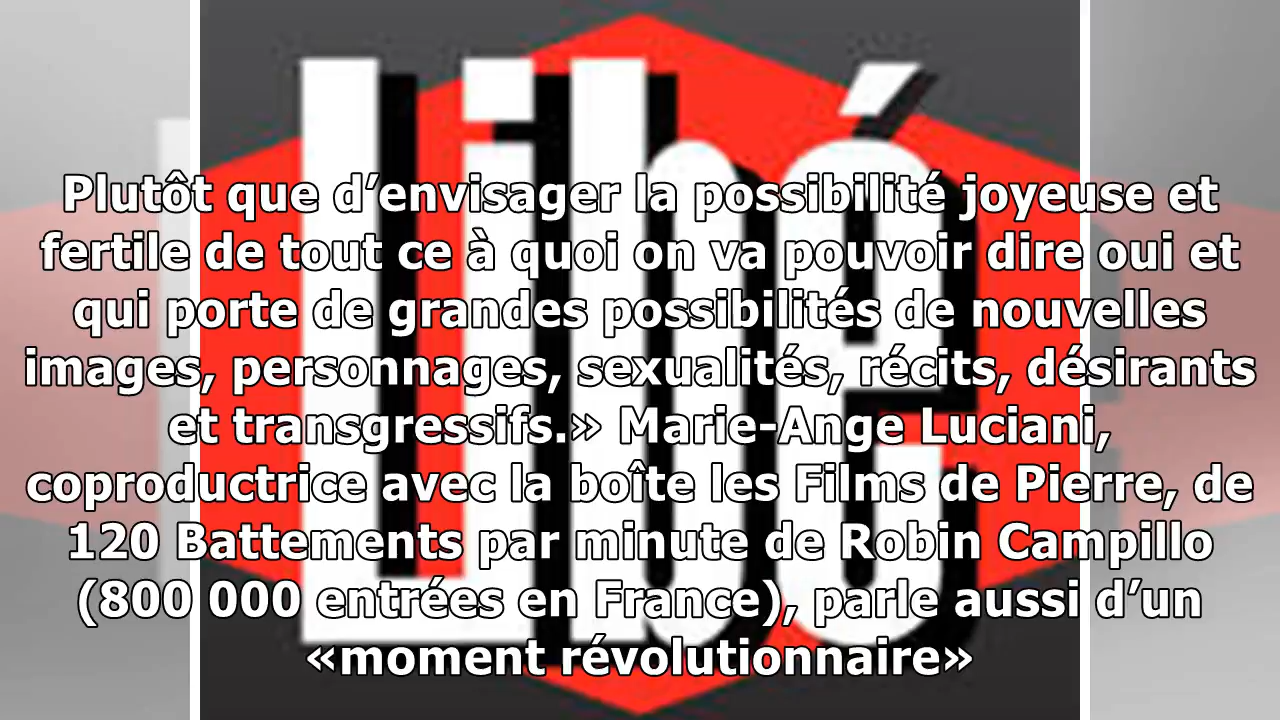 Libé
Plutôt que d’envisager la possibilité joyeuse et
fertile de tout ce à quoi on va pouvoir dire oui et
qui porte de grandes possibilités de nouvelles
images, personnages, sexualités, récits, désirants
et transgressifs.» Marie-Ange Luciani,
coproductrice avec la boîte les Films de Pierre, de
120 Battements par minute de Robin Campillo
(800 000 entrées en France), parle aussi d’un
«moment révolutionnaire»